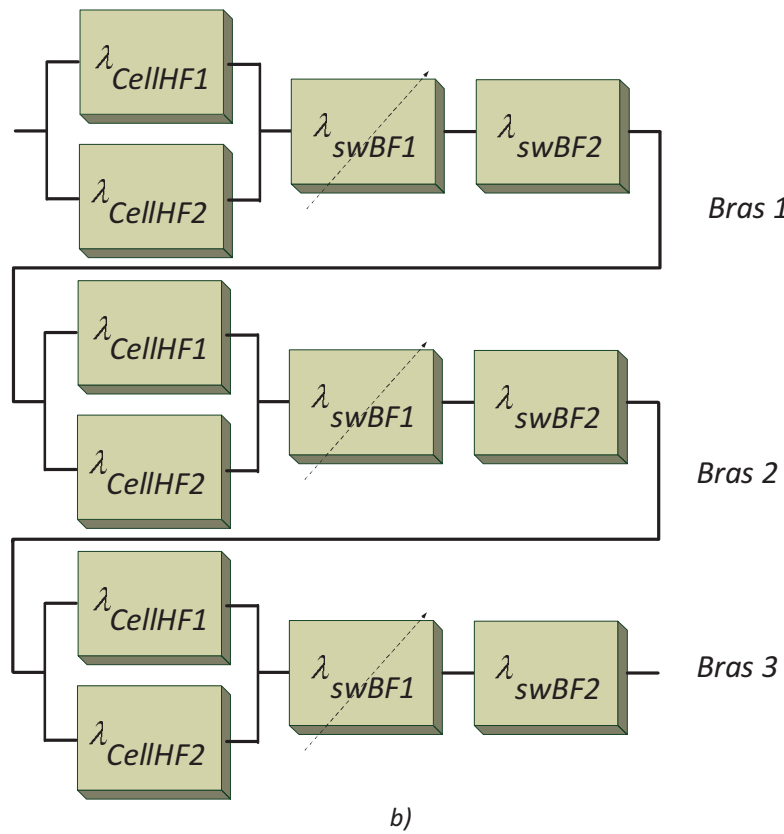 λCellHF1
λCellHF2
λswBF1
λswBF2
Bras 1
λCellHF1
λCellHF2
λswBF1
λswBF2
Bras 2
λCellHF1
λCellHF2
λswBF1
λswBF2
Bras 3
b)